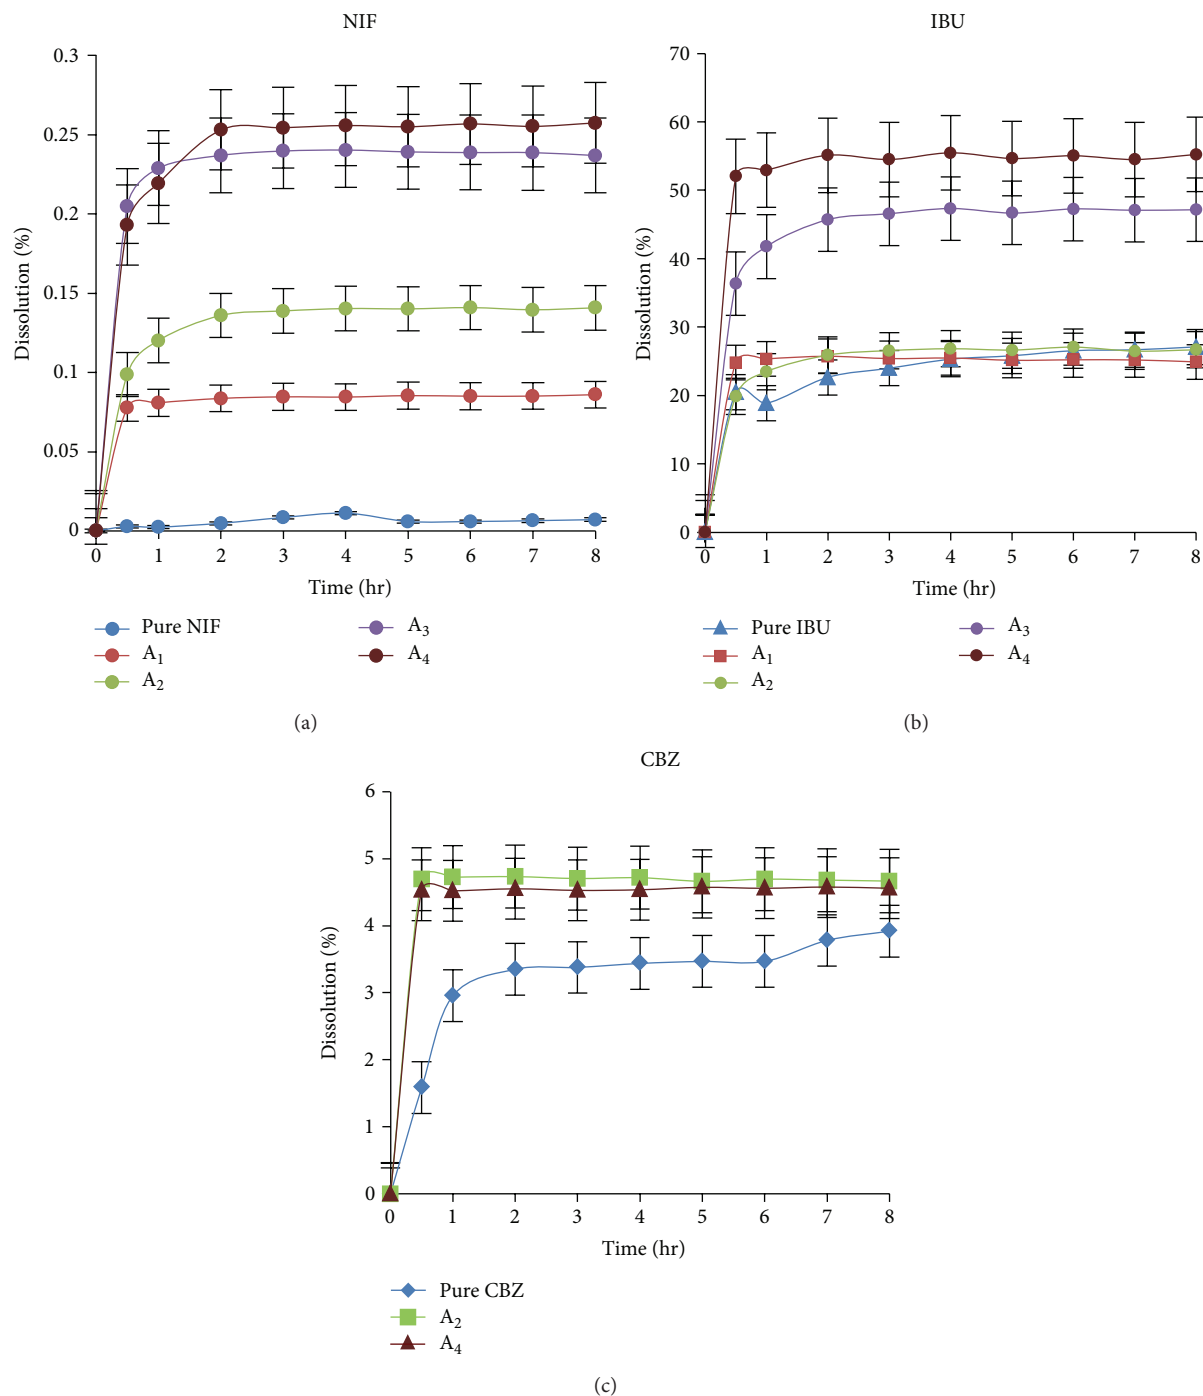 NIF
0.3
0.25
0.2
0.15
0.1
0.05
0
Dissolution (%)
0 1 2 3 4 5 6 7 8
Time (hr)
Pure NIF
A1
A2
A3
A4
(a)
IBU
70
60
50
40
30
20
10
0
Dissolution (%)
0 1 2 3 4 5 6 7 8
Time (hr)
Pure IBU
A1
A2
A3
A4
(b)
CBZ
6
5
4
3
2
1
0
Dissolution (%)
0 1 2 3 4 5 6 7 8
Time (hr)
Pure CBZ
A2
A4
(c)